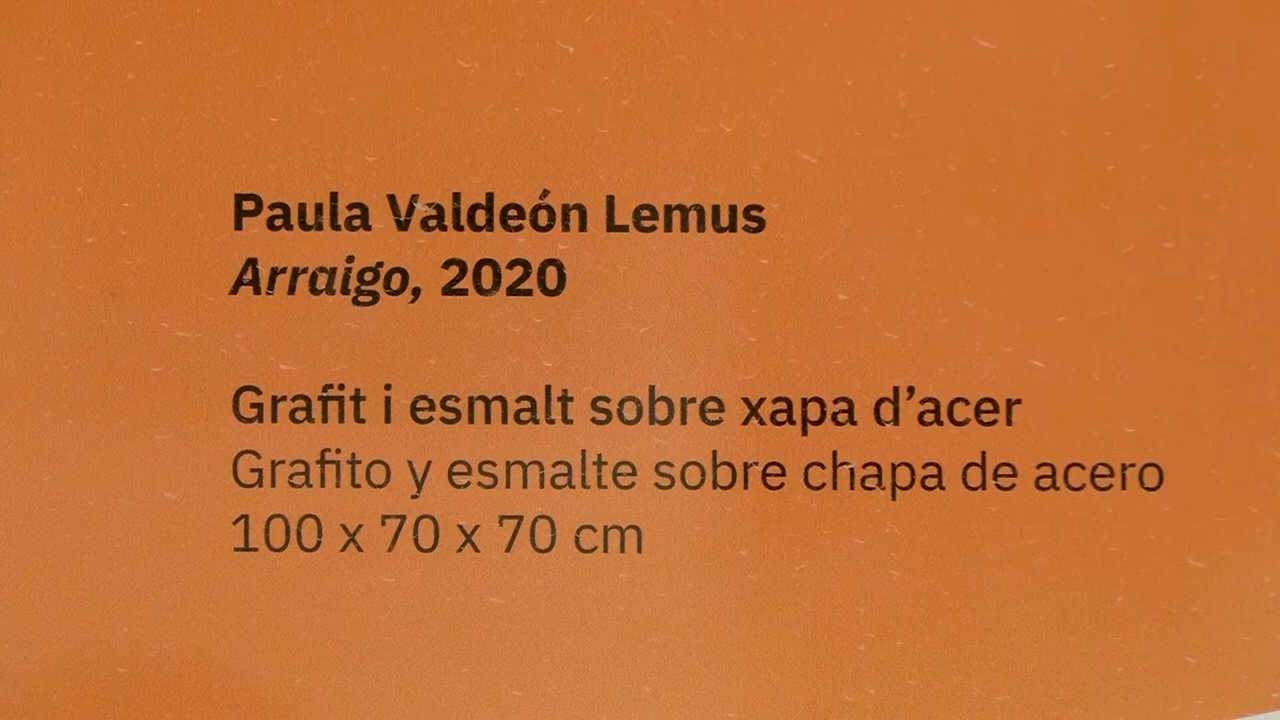 Paula Valdeón Lemus
Arraigo, 2020
Grafit i esmalt sobre xapa d’acer
Grafito y esmalte sobre chapa de acero
100 x 70 x 70 cm